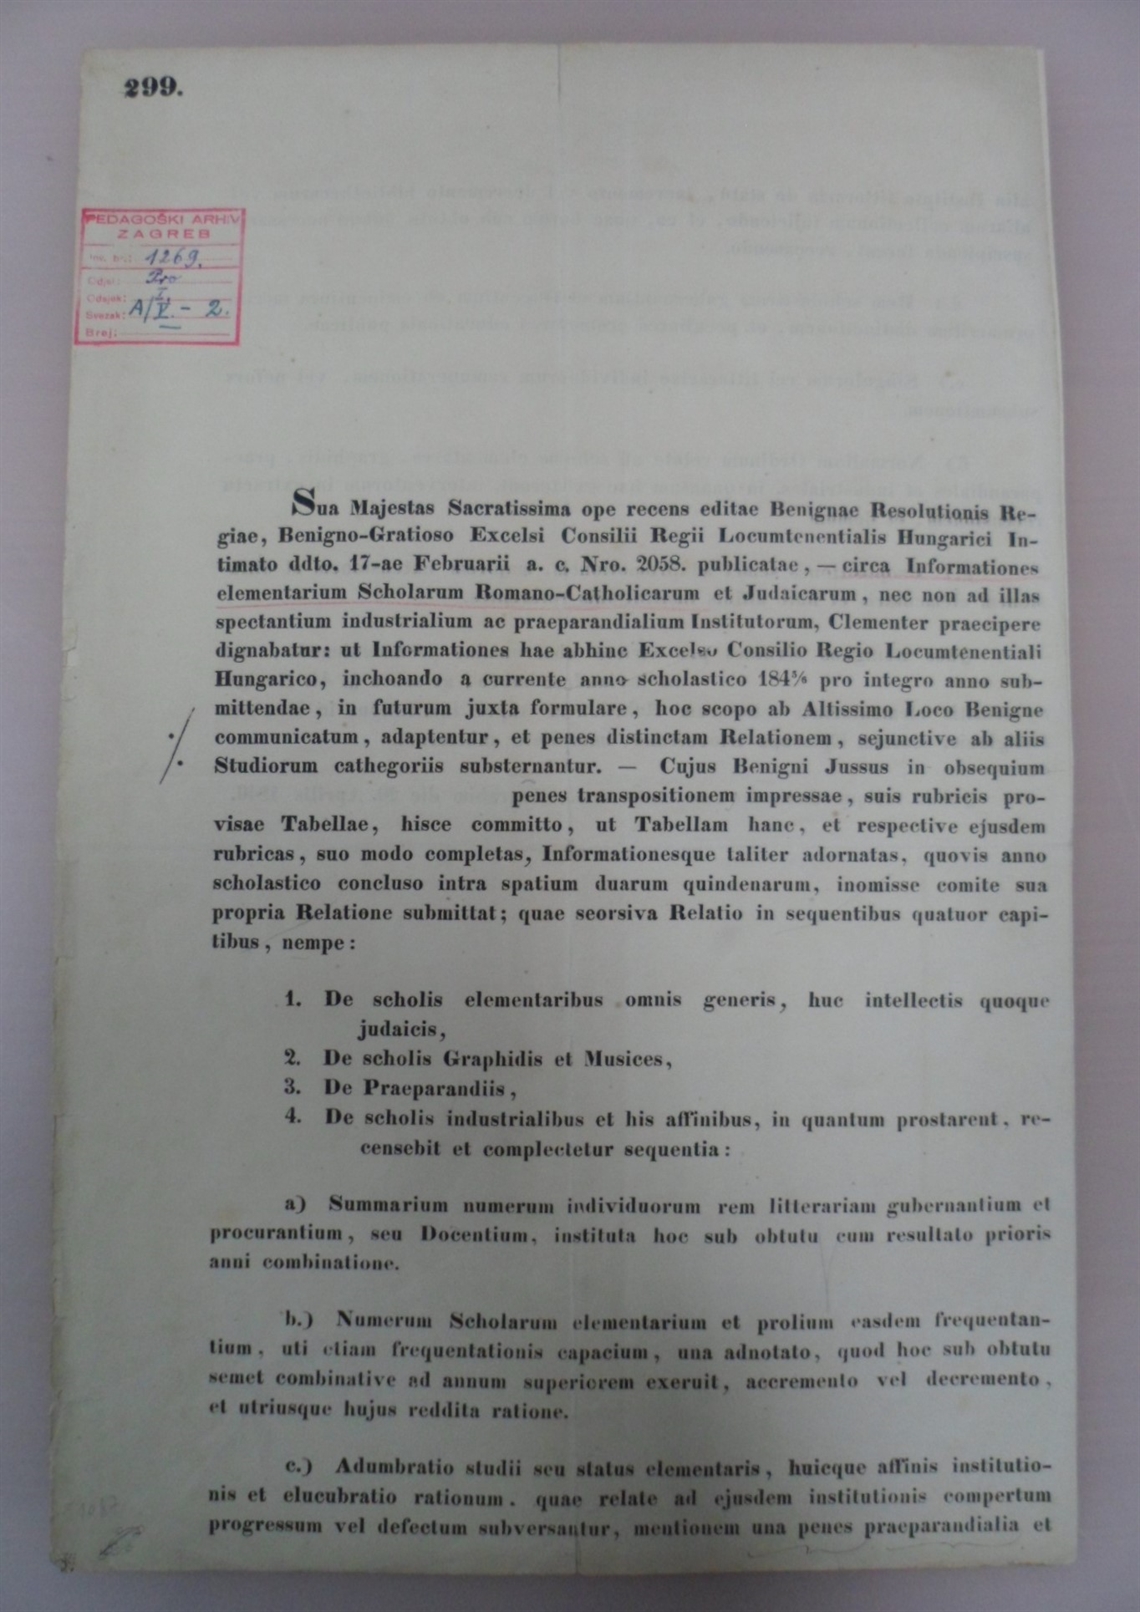 299.
PEDAGOŠKI ARHIV
ZAGREB
Inv. br.: 1269.
Odjel: Pro
Odsjek: I
Svezak: A/V. - 2.
Broj:
Sua Majestas Sacratissima ope recens editae Benignae Resolutionis Re-
giae, Benigno-Gratioso Excelsi Consilii Regii Locumtenentialis Hungarici In-
timato ddto. 17-ae Februarii a. c. Nro. 2058. publicatae, — circa Informationes
elementarium Scholarum Romano-Catholicarum et Judaicarum, nec non ad illas
spectantium industrialium ac praeparandialium Institutorum, Clementer praecipere
dignabatur: ut Informationes hae abhinc Excelso Consilio Regio Locumtenentiali
Hungarico, inchoando a currente anno scholastico 184⅚ pro integro anno sub-
mittendae, in futurum juxta formulare, hoc scopo ab Altissimo Loco Benigne
communicatum, adaptentur, et penes distinctam Relationem, sejunctive ab aliis
Studiorum cathegoriis substernantur. — Cujus Benigni Jussus in obsequium
penes transpositionem impressae, suis rubricis pro-
visae Tabellae, hisce committo, ut Tabellam hanc, et respective ejusdem
rubricas, suo modo completas, Informationesque taliter adornatas, quovis anno
scholastico concluso intra spatium duarum quindenarum, inomisse comite sua
propria Relatione submittat; quae seorsiva Relatio in sequentibus quatuor capi-
tibus, nempe:
1. De scholis elementaribus omnis generis, huc intellectis quoque
judaicis,
2. De scholis Graphidis et Musices,
3. De Praeparandiis,
4. De scholis industrialibus et his affinibus, in quantum prostarent, re-
censebit et complectetur sequentia:
a) Summarium numerum individuorum rem litterariam gubernantium et
procurantium, seu Docentium, instituta hoc sub obtutu cum resultato prioris
anni combinatione.
b.) Numerum Scholarum elementarium et prolium easdem frequentan-
tium, uti etiam frequentationis capacium, una adnotato, quod hoc sub obtutu
semet combinative ad annum superiorem exeruit, accremento vel decremento,
et utriusque hujus reddita ratione.
c.) Adumbratio studii seu status elementaris, huicque affinis institutio-
nis et elucubratio rationum. quae relate ad ejusdem institutionis compertum
progressum vel defectum subversantur, mentionem una penes praeparandialia et